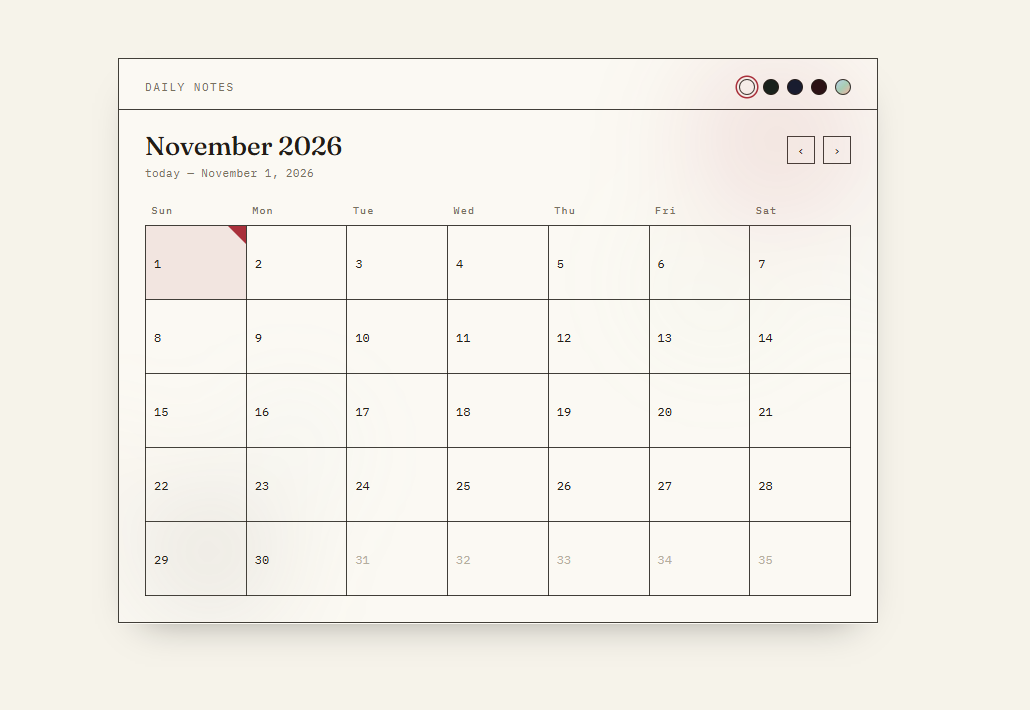 DAILY NOTES
November 2026
today — November 1, 2026
‹ ›
Sun Mon Tue Wed Thu Fri Sat
1 2 3 4 5 6 7
8 9 10 11 12 13 14
15 16 17 18 19 20 21
22 23 24 25 26 27 28
29 30 31 32 33 34 35